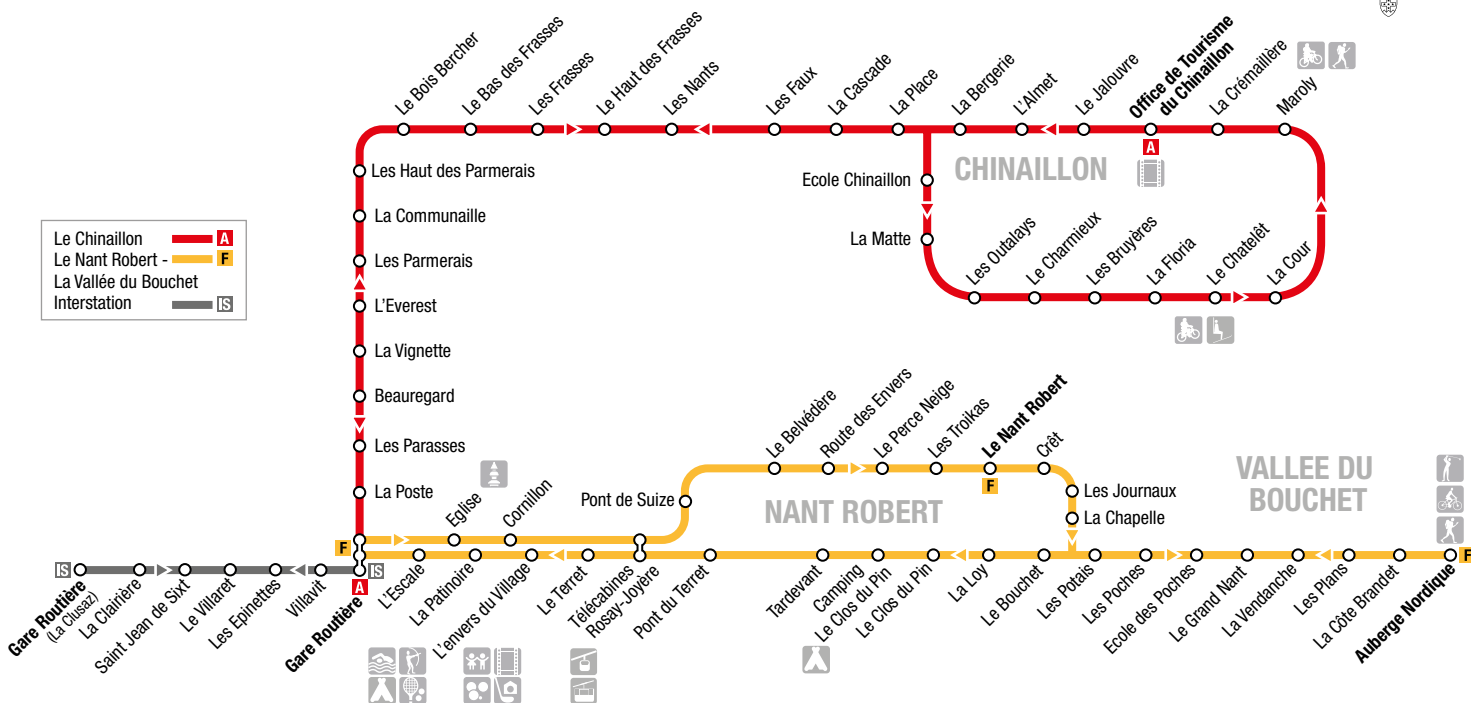 Le Bois Bercher
Le Bas des Frasses
Les Frasses
Le Haut des Frasses
Les Nants
Les Faux
La Cascade
La Place
La Bergerie
L'Almet
Le Jalouvre
Office de Tourisme
du Chinaillon
La Crémaillère
Maroly
A
CHINAILLON
Les Haut des Parmerais
La Communaille
Les Parmerais
L'Everest
La Vignette
Beauregard
Les Parasses
La Poste
Ecole Chinaillon
La Matte
Les Outalays
Le Charmieux
Les Bruyères
La Floria
Le Chatelêt
La Cour
Le Chinaillon A
Le Nant Robert - F
La Vallée du Bouchet
Interstation IS
Eglise
Cornillon
Pont de Suize
Le Belvédère
Route des Envers
Le Perce Neige
Les Troikas
Le Nant Robert
F
Crêt
Les Journaux
La Chapelle
NANT ROBERT
VALLEE DU
BOUCHET
F
IS
IS
A
F
Gare Routière
(La Clusaz)
La Clairière
Saint Jean de Sixt
Le Villaret
Les Epinettes
Villavit
Gare Routière
L'Escale
La Patinoire
L'envers du Village
Le Terret
Télécabines
Rosay-Joyère
Pont du Terret
Tardevant
Camping
Le Clos du Pin
Le Clos du Pin
La Loy
Le Bouchet
Les Potais
Les Poches
Ecole des Poches
Le Grand Nant
La Vendanche
Les Plans
La Côte Brandet
Auberge Nordique